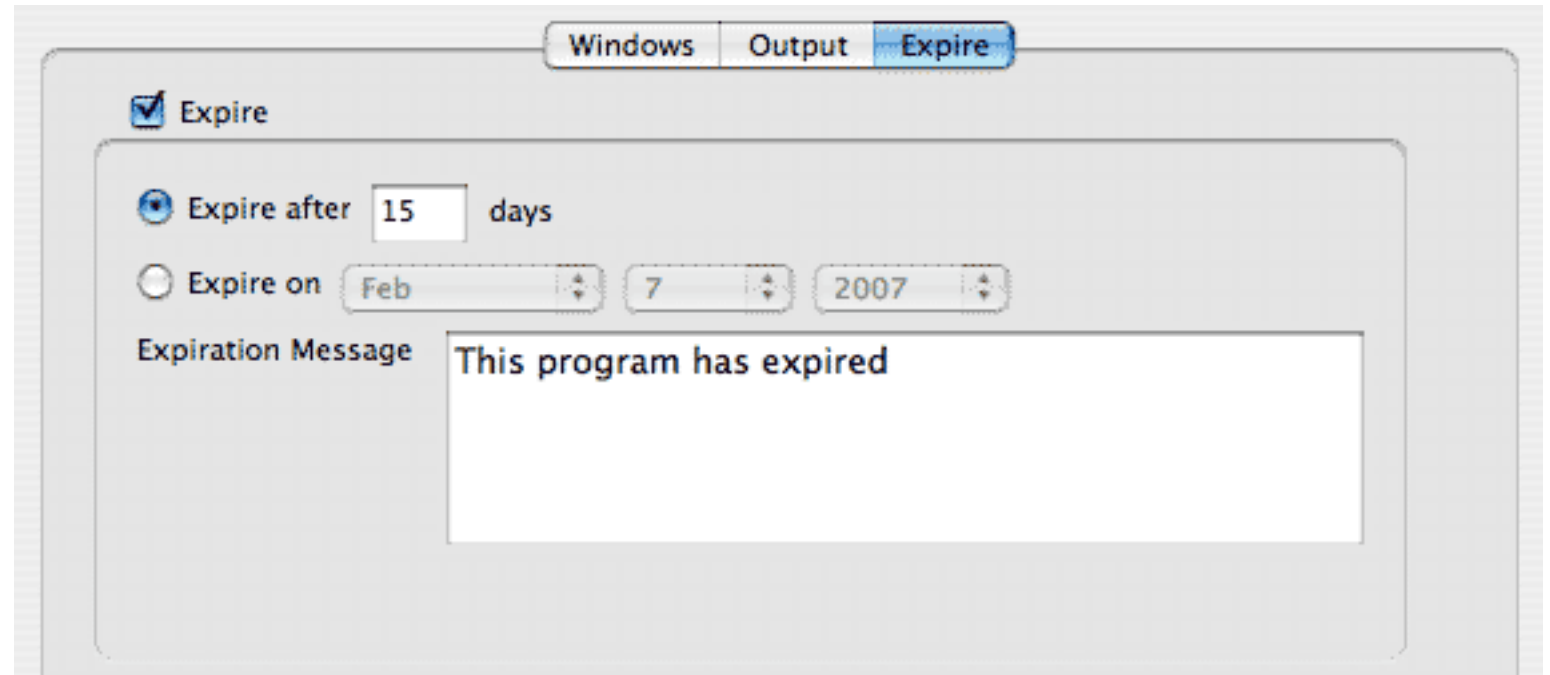 Windows Output Expire
Expire
Expire after 15 days
Expire on Feb 7 2007
Expiration Message This program has expired